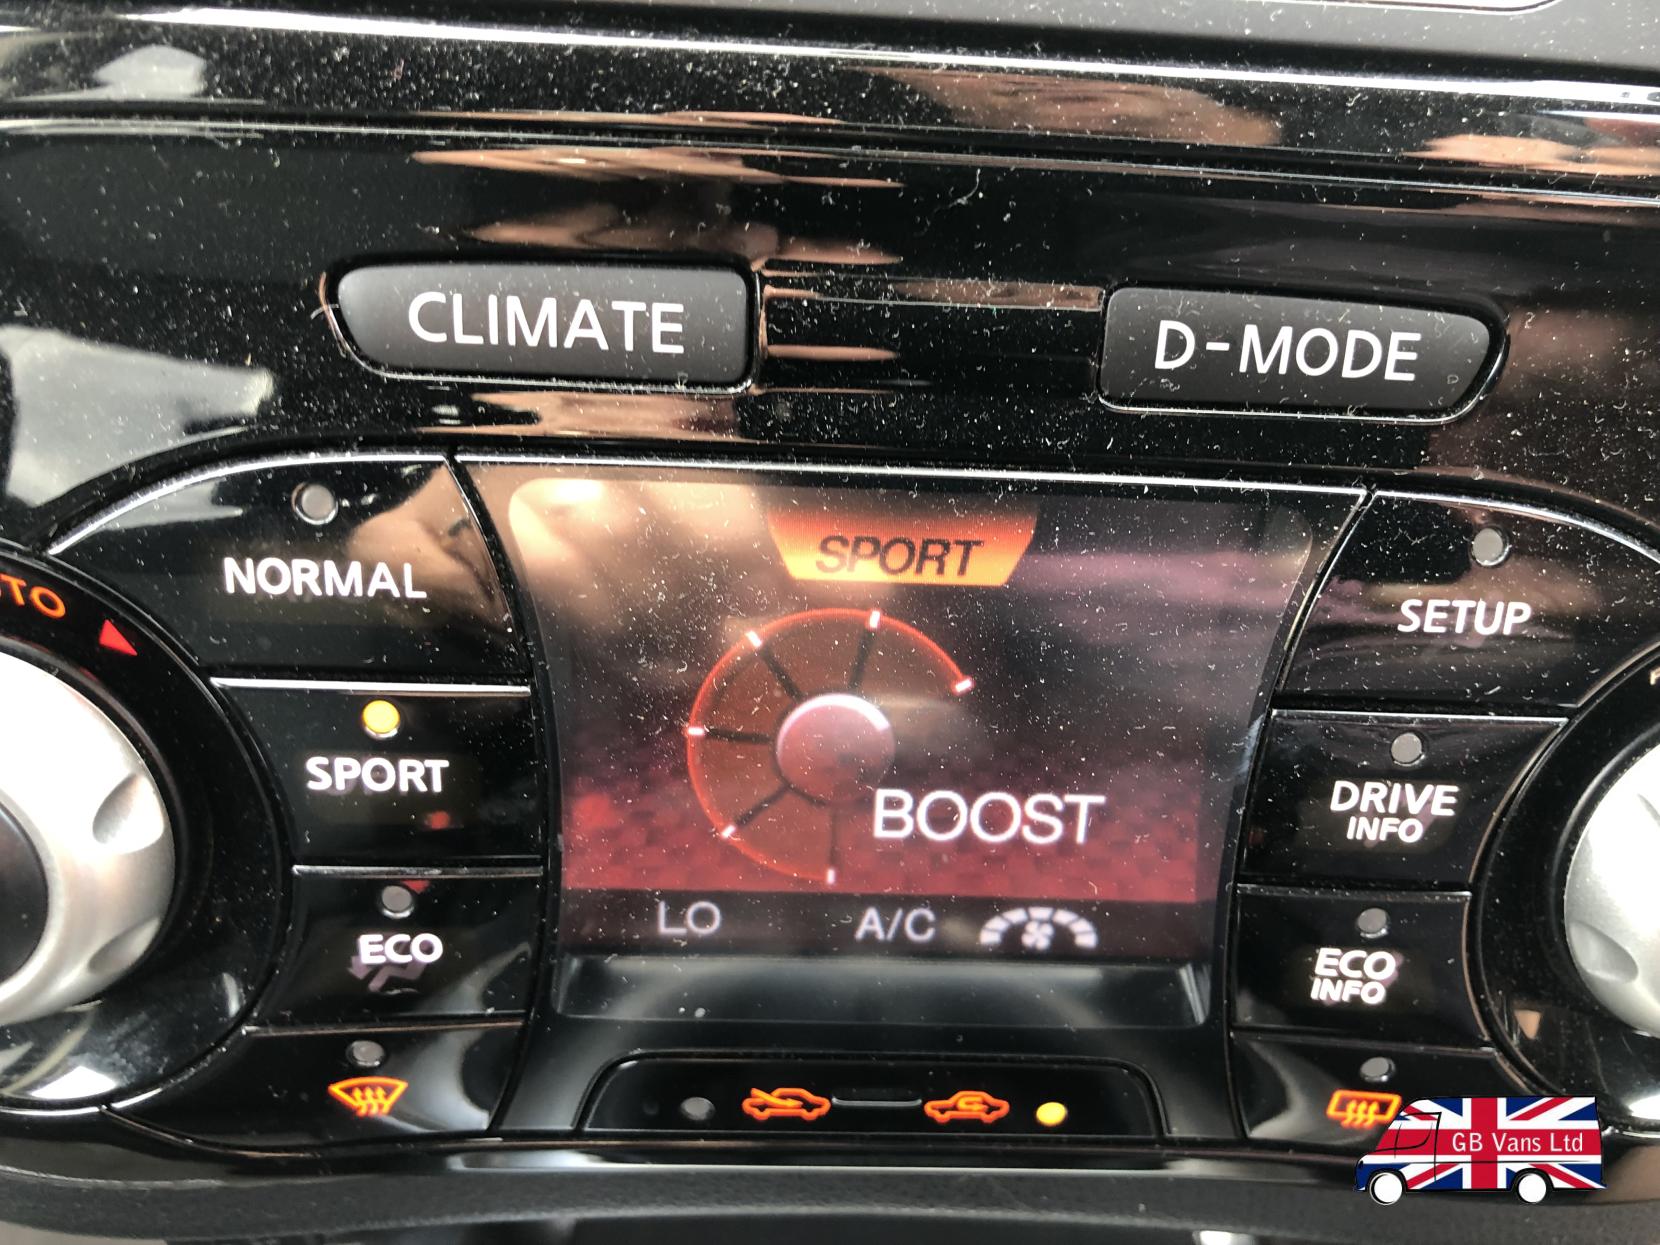 CLIMATE
D-MODE
NORMAL
SPORT
SETUP
SPORT
BOOST
DRIVE
INFO
ECO
LO
A/C
ECO
INFO
GB Vans Ltd